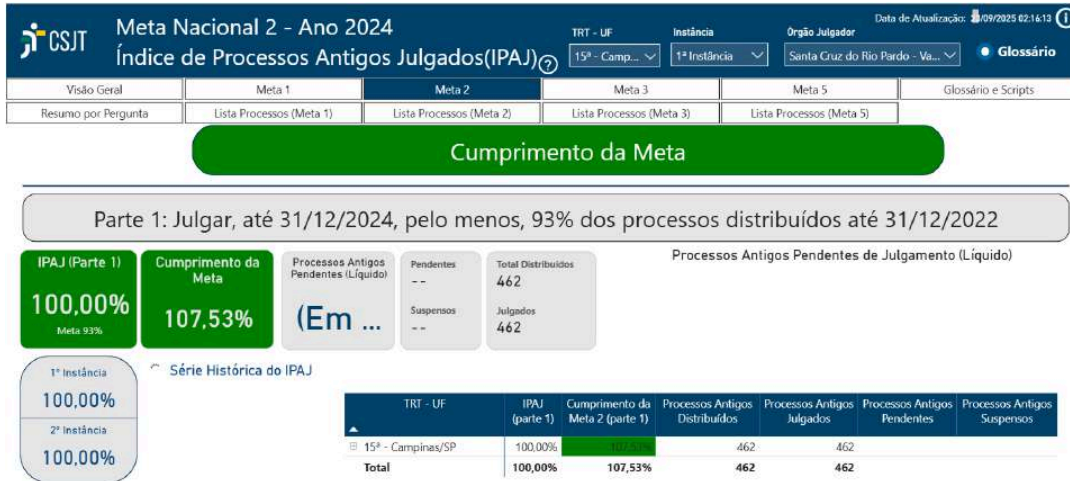 CSJT
Meta Nacional 2 - Ano 2024
Índice de Processos Antigos Julgados(IPAJ)
TRT - UF
15ª - Camp...
Instância
1ª Instância
Data de Atualização: /09/2025 02:16:13
Órgão Julgador
Santa Cruz do Rio Pardo - Va...
Glossário
Visão Geral
Meta 1
Meta 2
Meta 3
Meta 5
Glossário e Scripts
Resumo por Pergunta
Lista Processos (Meta 1)
Lista Processos (Meta 2)
Lista Processos (Meta 3)
Lista Processos (Meta 5)
Cumprimento da Meta
Parte 1: Julgar, até 31/12/2024, pelo menos, 93% dos processos distribuídos até 31/12/2022
IPAJ (Parte 1)
100,00%
Meta 93%
Cumprimento da
Meta
107,53%
Processos Antigos
Pendentes (Líquido)
(Em ...
Pendentes
--
Suspensos
--
Total Distribuídos
462
Julgados
462
Processos Antigos Pendentes de Julgamento (Líquido)
1ª Instância
100,00%
2ª Instância
100,00%
Série Histórica do IPAJ
TRT - UF
IPAJ
(parte 1)
Cumprimento da
Meta 2 (parte 1)
Processos Antigos
Distribuídos
Processos Antigos
Julgados
Processos Antigos
Pendentes
Processos Antigos
Suspensos
15ª - Campinas/SP 100,00% 107,53% 462 462
Total 100,00% 107,53% 462 462